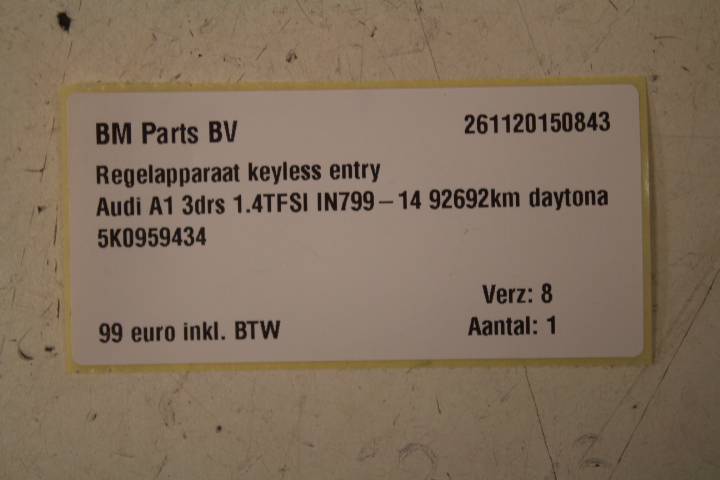 BM Parts BV 261120150843
Regelapparaat keyless entry
Audi A1 3drs 1.4TFSI IN799-14 92692km daytona
5K0959434
Verz: 8
99 euro inkl. BTW Aantal: 1